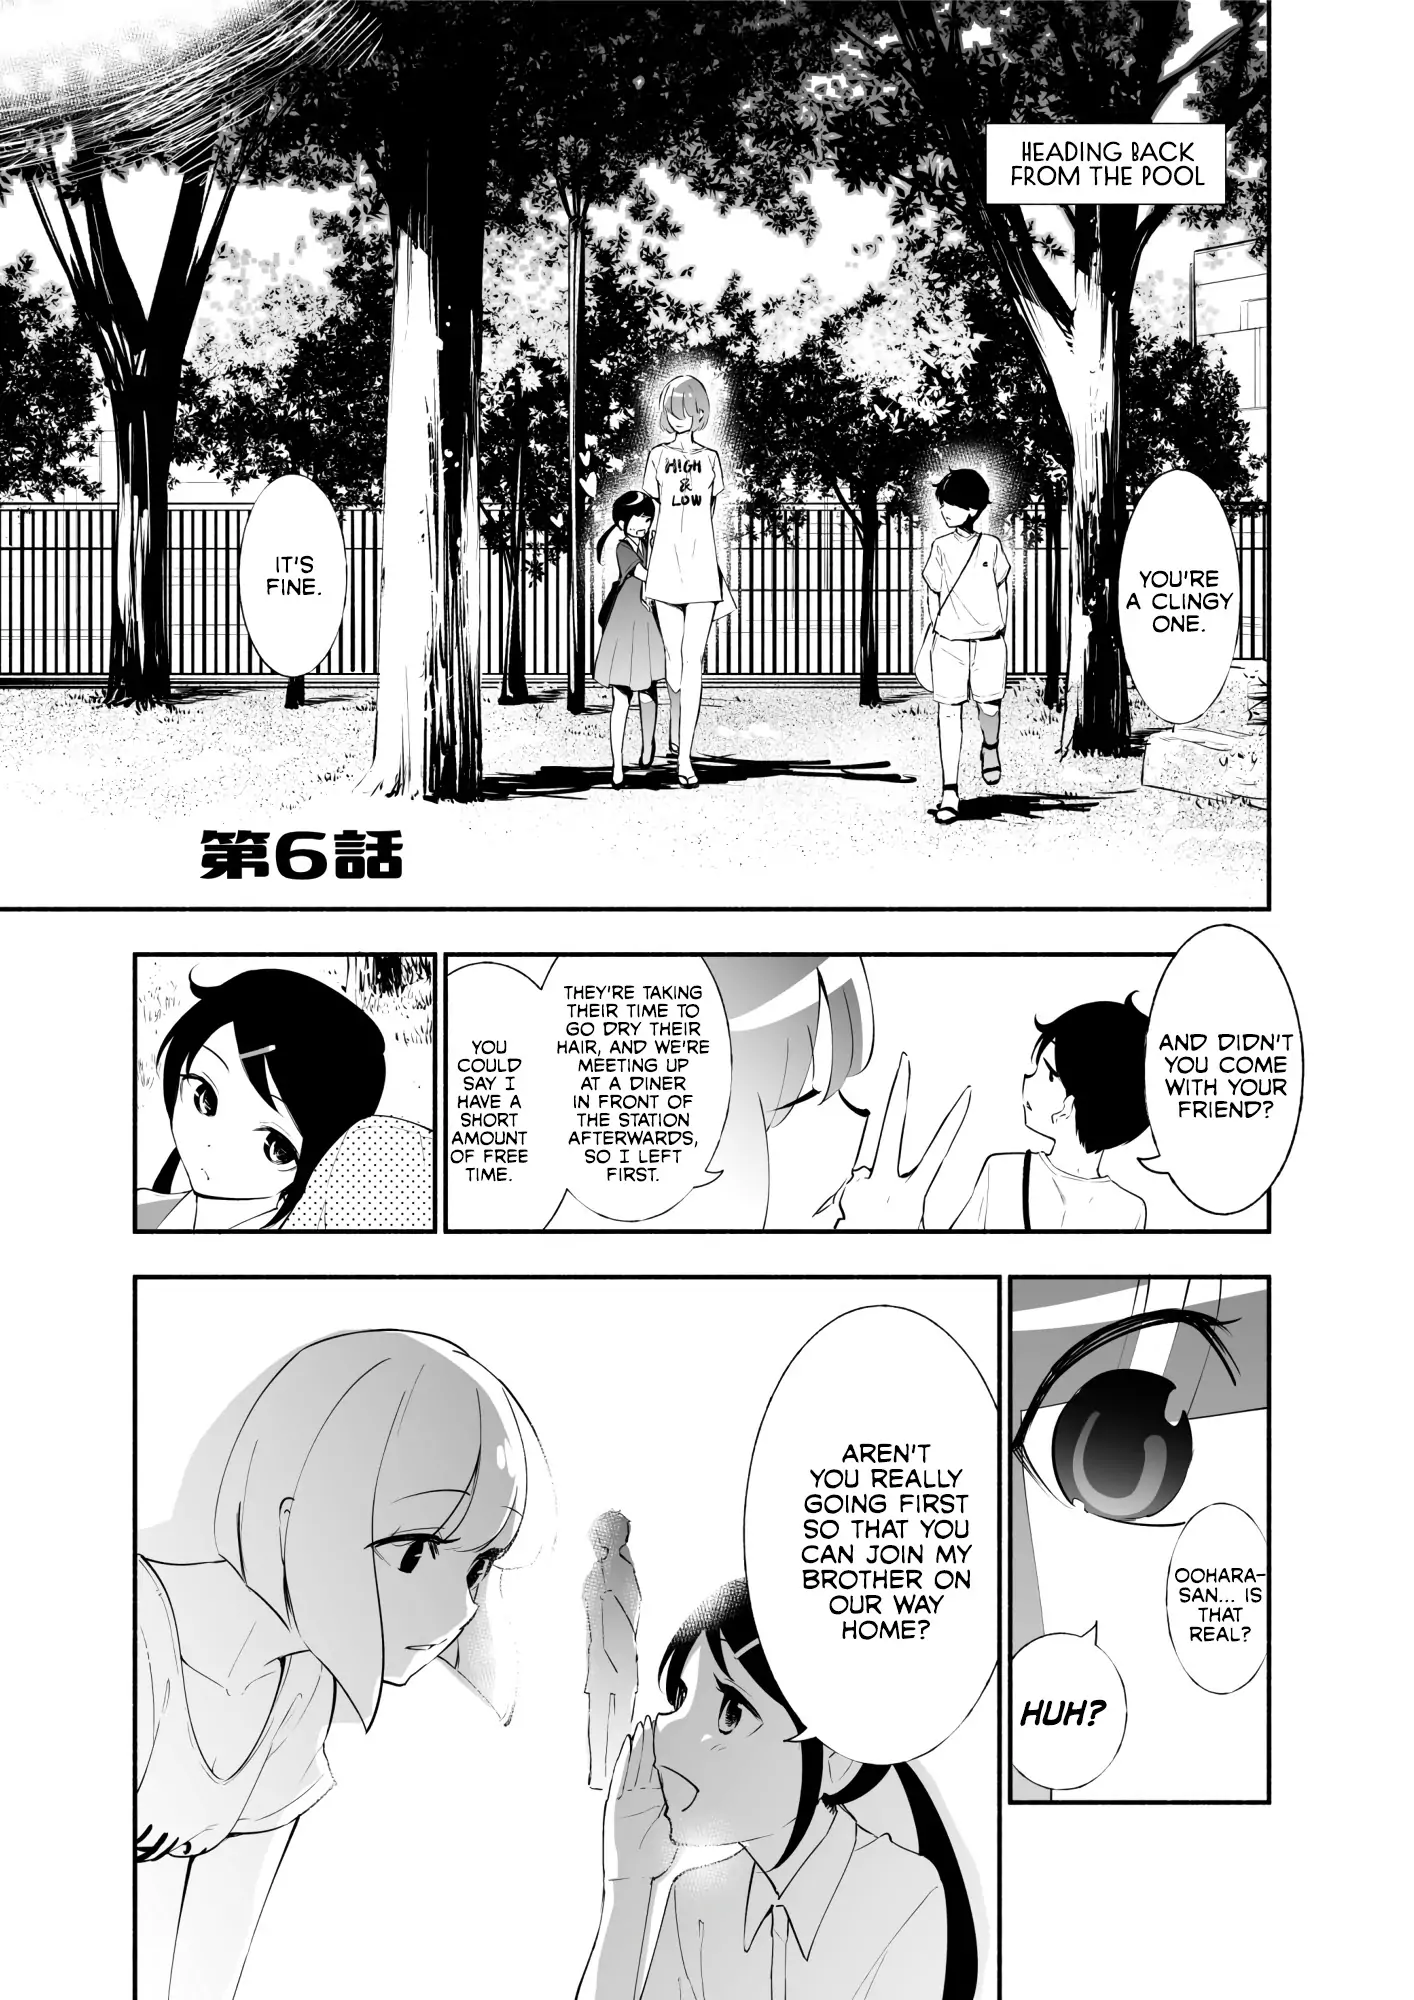 HEADING BACK
FROM THE POOL
YOU'RE
A CLINGY
ONE.
HIGH
&
LOW
IT'S
FINE.
第6話
AND DIDN'T
YOU COME
WITH YOUR
FRIEND?
THEY'RE TAKING
THEIR TIME TO
GO DRY THEIR
HAIR, AND WE'RE
MEETING UP
AT A DINER
IN FRONT OF
THE STATION
AFTERWARDS,
SO I LEFT
FIRST.
YOU
COULD
SAY I
HAVE A
SHORT
AMOUNT
OF FREE
TIME.
OOHARA-
SAN... IS
THAT
REAL?
HUH?
AREN'T
YOU REALLY
GOING FIRST
SO THAT YOU
CAN JOIN MY
BROTHER ON
OUR WAY
HOME?